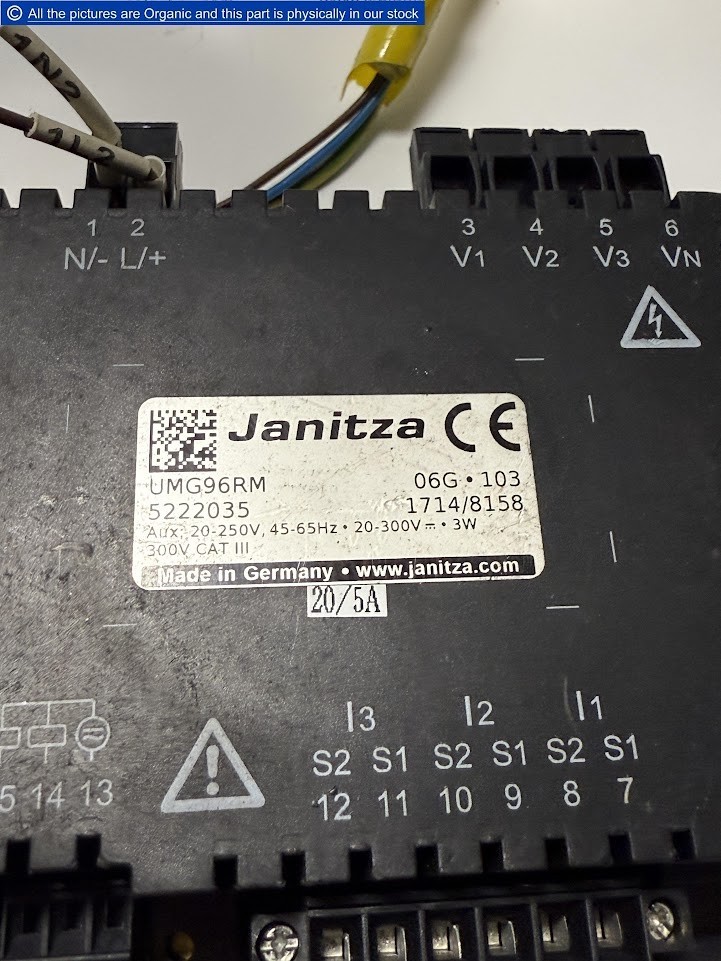 © All the pictures are Organic and this part is physically in our stock
1N2
1L2
1 2
N/- L/+
3 4 5 6
V1 V2 V3 VN
Janitza CE
UMG96RM 06G • 103
5222035 1714/8158
Aux: 20-250V, 45-65Hz • 20-300V⎓ • 3W
300V CAT III
Made in Germany • www.janitza.com
20/5A
I3 I2 I1
S2 S1 S2 S1 S2 S1
5 14 13 12 11 10 9 8 7